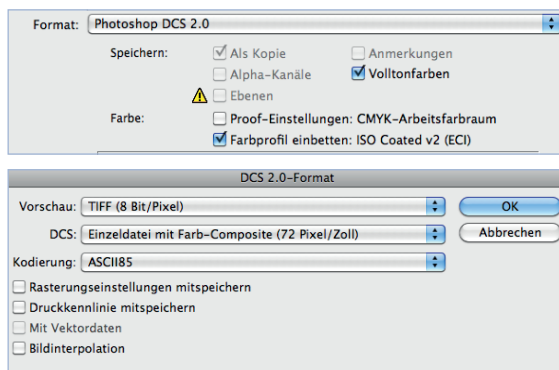 Format: Photoshop DCS 2.0
Speichern: Als Kopie Anmerkungen
Alpha-Kanäle Volltonfarben
Ebenen
Farbe: Proof-Einstellungen: CMYK-Arbeitsfarbraum
Farbprofil einbetten: ISO Coated v2 (ECI)
DCS 2.0-Format
Vorschau: TIFF (8 Bit/Pixel) OK
DCS: Einzeldatei mit Farb-Composite (72 Pixel/Zoll) Abbrechen
Kodierung: ASCII85
Rasterungseinstellungen mitspeichern
Druckkennlinie mitspeichern
Mit Vektordaten
Bildinterpolation